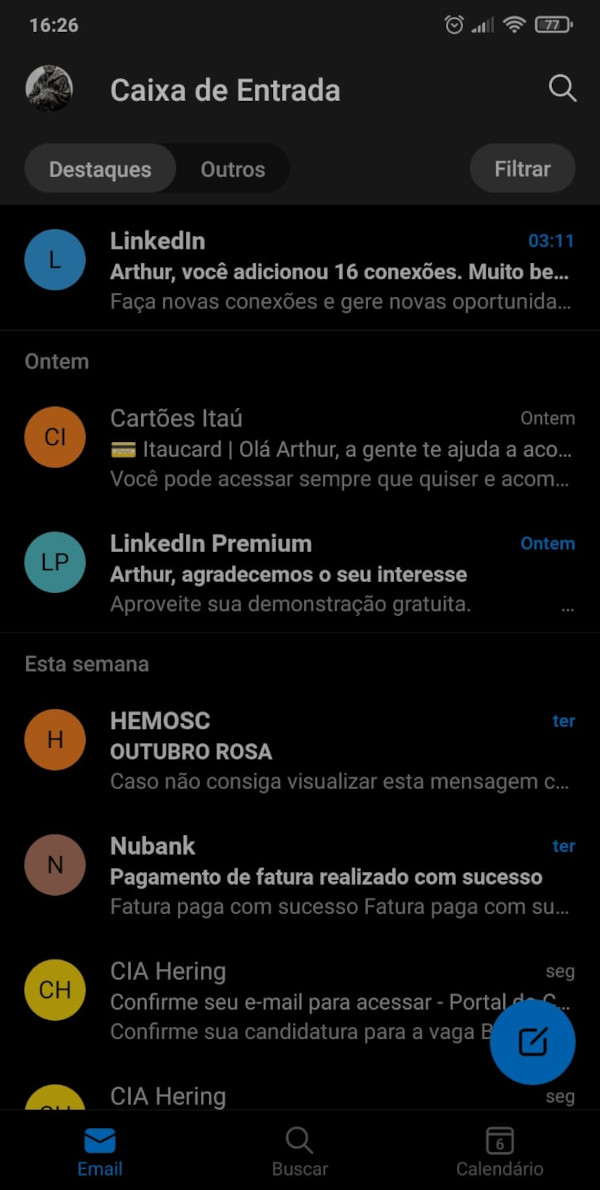 16:26
77
Caixa de Entrada
Destaques
Outros
Filtrar
L
LinkedIn
03:11
Arthur, você adicionou 16 conexões. Muito be...
Faça novas conexões e gere novas oportunida...
Ontem
CI
Cartões Itaú
Ontem
Itaucard | Olá Arthur, a gente te ajuda a aco...
Você pode acessar sempre que quiser e acom...
LP
LinkedIn Premium
Ontem
Arthur, agradecemos o seu interesse
Aproveite sua demonstração gratuita. ...
Esta semana
H
HEMOSC
ter
OUTUBRO ROSA
Caso não consiga visualizar esta mensagem c...
N
Nubank
ter
Pagamento de fatura realizado com sucesso
Fatura paga com sucesso Fatura paga com su...
CH
CIA Hering
seg
Confirme seu e-mail para acessar - Portal de C...
Confirme sua candidatura para a vaga
CH
CIA Hering
seg
Email
Buscar
6
Calendário